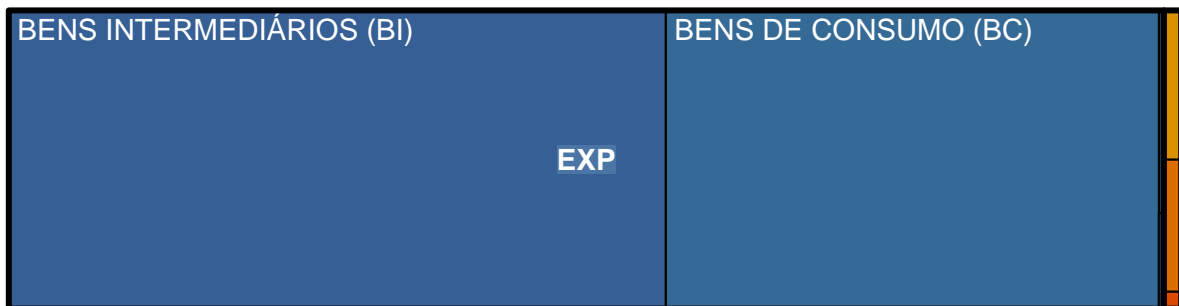 BENS INTERMEDIÁRIOS (BI)
BENS DE CONSUMO (BC)
EXP